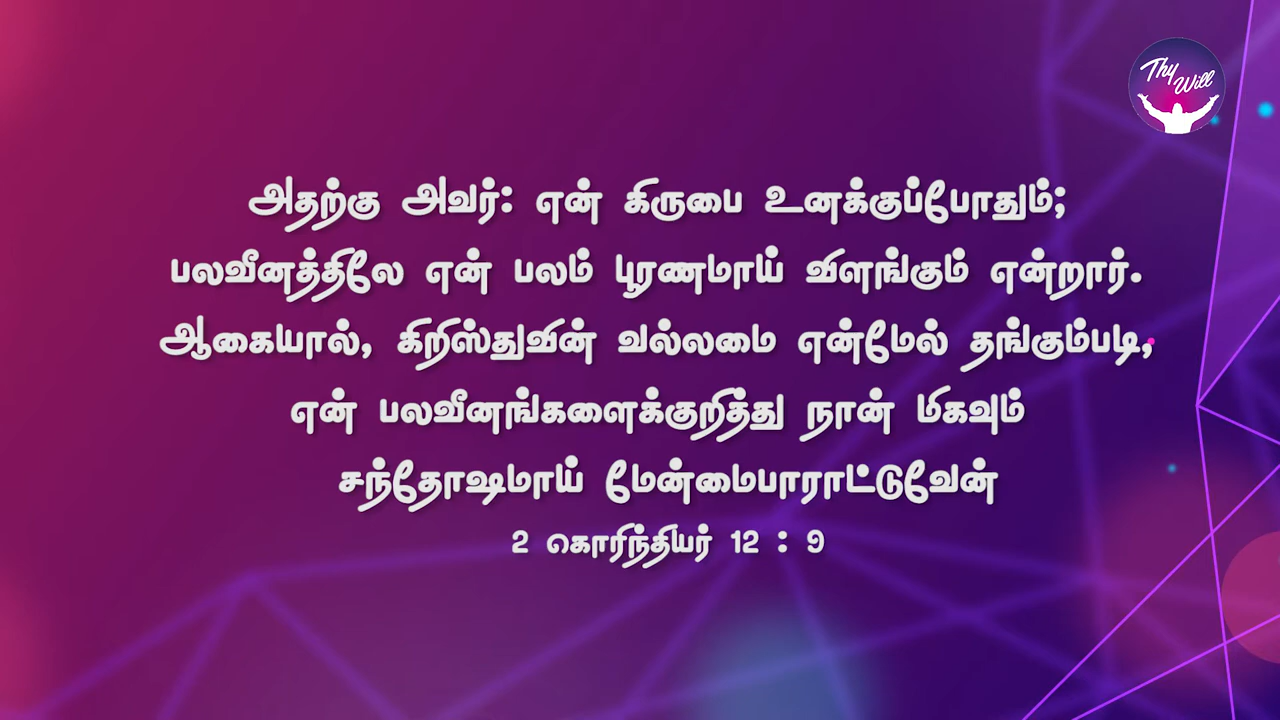 Thy Will
அதற்கு அவர்: என் கிருபை உனக்குப்போதும்;
பலவீனத்திலே என் பலம் பூரணமாய் விளங்கும் என்றார்.
ஆகையால், கிறிஸ்துவின் வல்லமை என்மேல் தங்கும்படி,
என் பலவீனங்களைக்குறித்து நான் மிகவும்
சந்தோஷமாய் மேன்மைபாராட்டுவேன்
2 கொரிந்தியர் 12 : 9